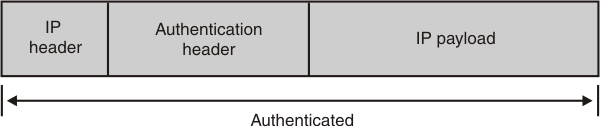 IP
header
Authentication
header
IP payload
Authenticated